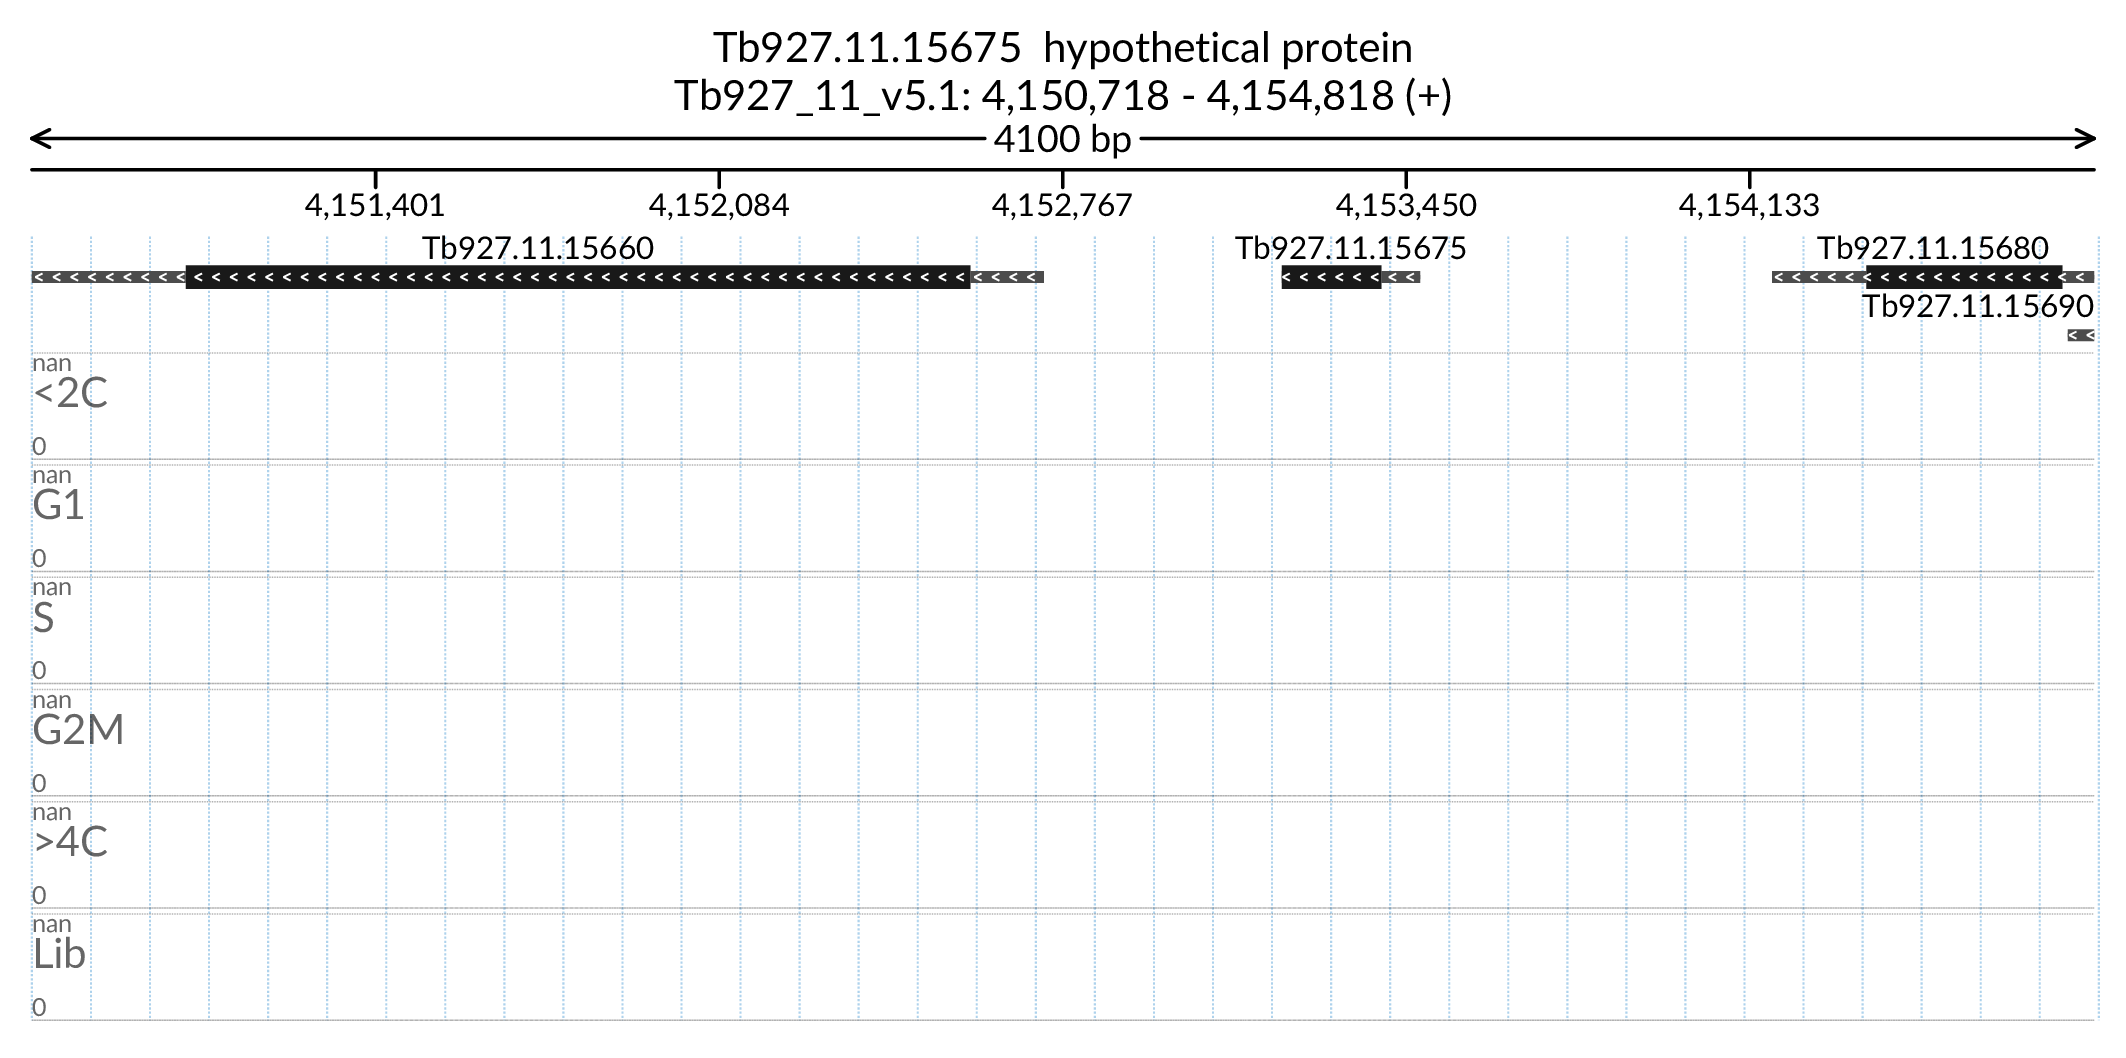 Tb927.11.15675  hypothetical protein
Tb927_11_v5.1: 4,150,718 - 4,154,818 (+)
4100 bp
4,151,401 4,152,084 4,152,767 4,153,450 4,154,133
Tb927.11.15660 Tb927.11.15675 Tb927.11.15680
Tb927.11.15690
nan
<2C
0
nan
G1
0
nan
S
0
nan
G2M
0
nan
>4C
0
nan
Lib
0